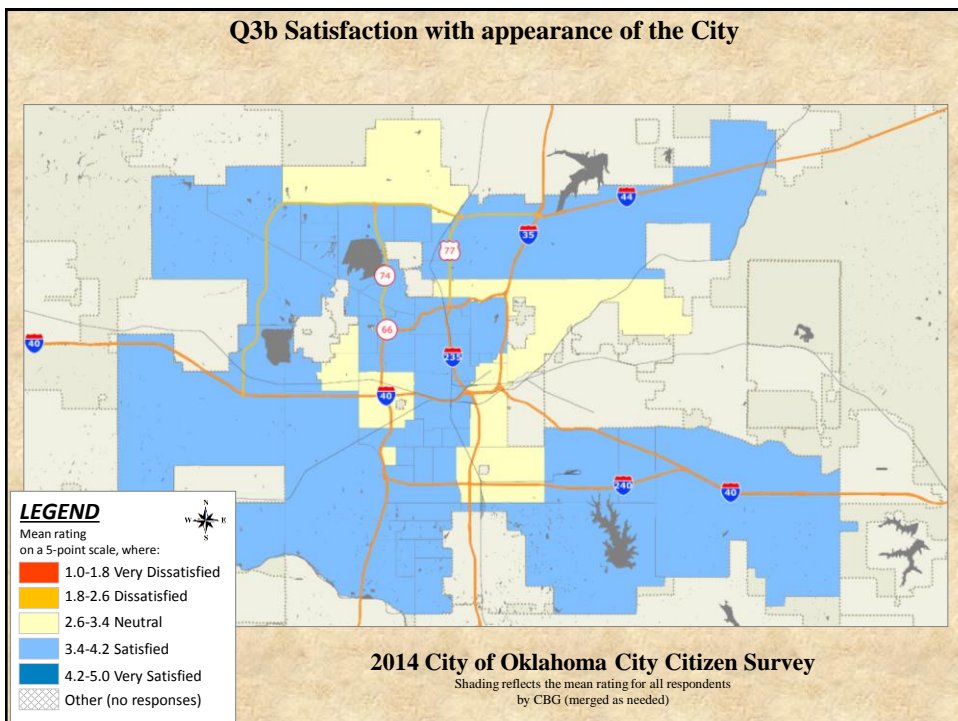 Q3b Satisfaction with appearance of the City
44
35
77
74
66
40
235
40
240
40
LEGEND
N
W E
S
Mean rating
on a 5-point scale, where:
1.0-1.8 Very Dissatisfied
1.8-2.6 Dissatisfied
2.6-3.4 Neutral
3.4-4.2 Satisfied
4.2-5.0 Very Satisfied
Other (no responses)
2014 City of Oklahoma City Citizen Survey
Shading reflects the mean rating for all respondents
by CBG (merged as needed)